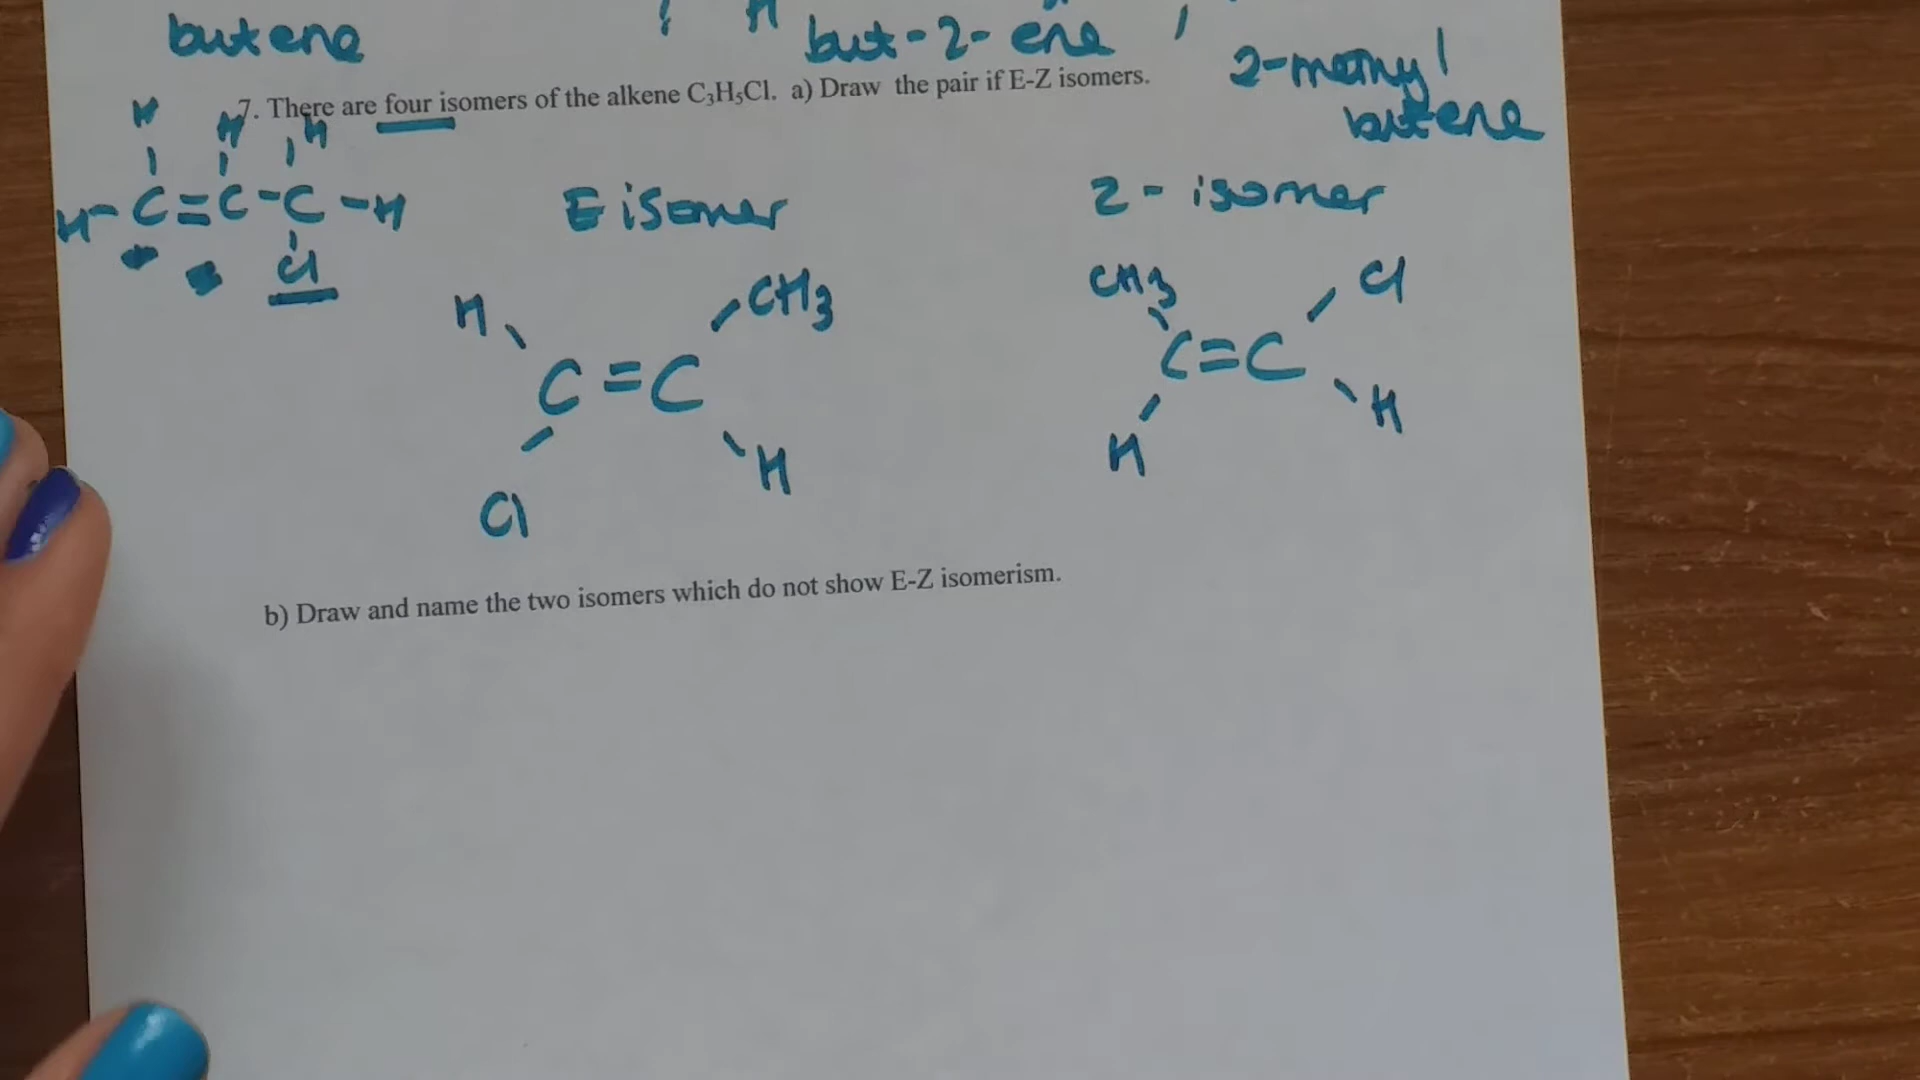 butene
but-2-ene
2-methyl
butene
7. There are four isomers of the alkene C₃H₅Cl. a) Draw the pair if E-Z isomers.
H H H
H-C=C-C-H
Cl
E isomer
H CH3
C=C
Cl H
Z-isomer
CH3 Cl
C=C
H H
b) Draw and name the two isomers which do not show E-Z isomerism.